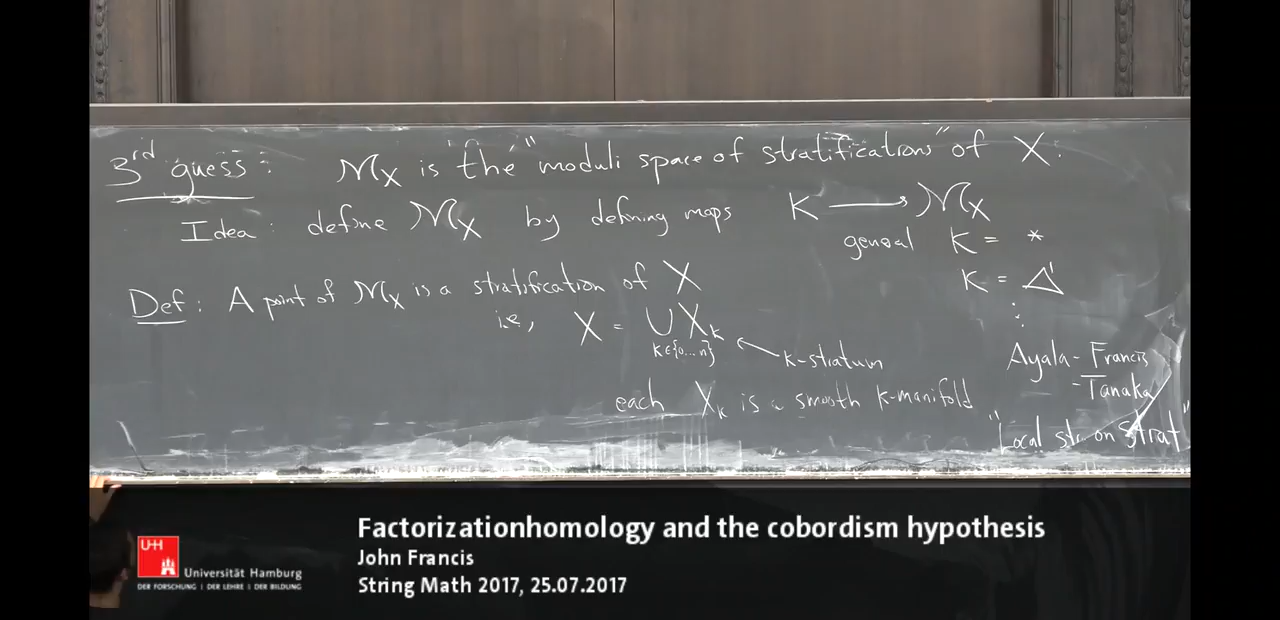 3rd guess: M_X is "the" "moduli space of stratifications" of X.
Idea: define M_X by defining maps K ⟶ M_X
general K = *
K = Δ¹
⋮
Def: A point of M_X is a stratification of X
i.e., X = ∪ X_k
k∈{0...n}
k-stratum
each X_k is a smooth k-manifold
Ayala-Francis
-Tanaka
"Local str on Strat"
UH
Universität Hamburg
DER FORSCHUNG | DER LEHRE | DER BILDUNG
Factorizationhomology and the cobordism hypothesis
John Francis
String Math 2017, 25.07.2017